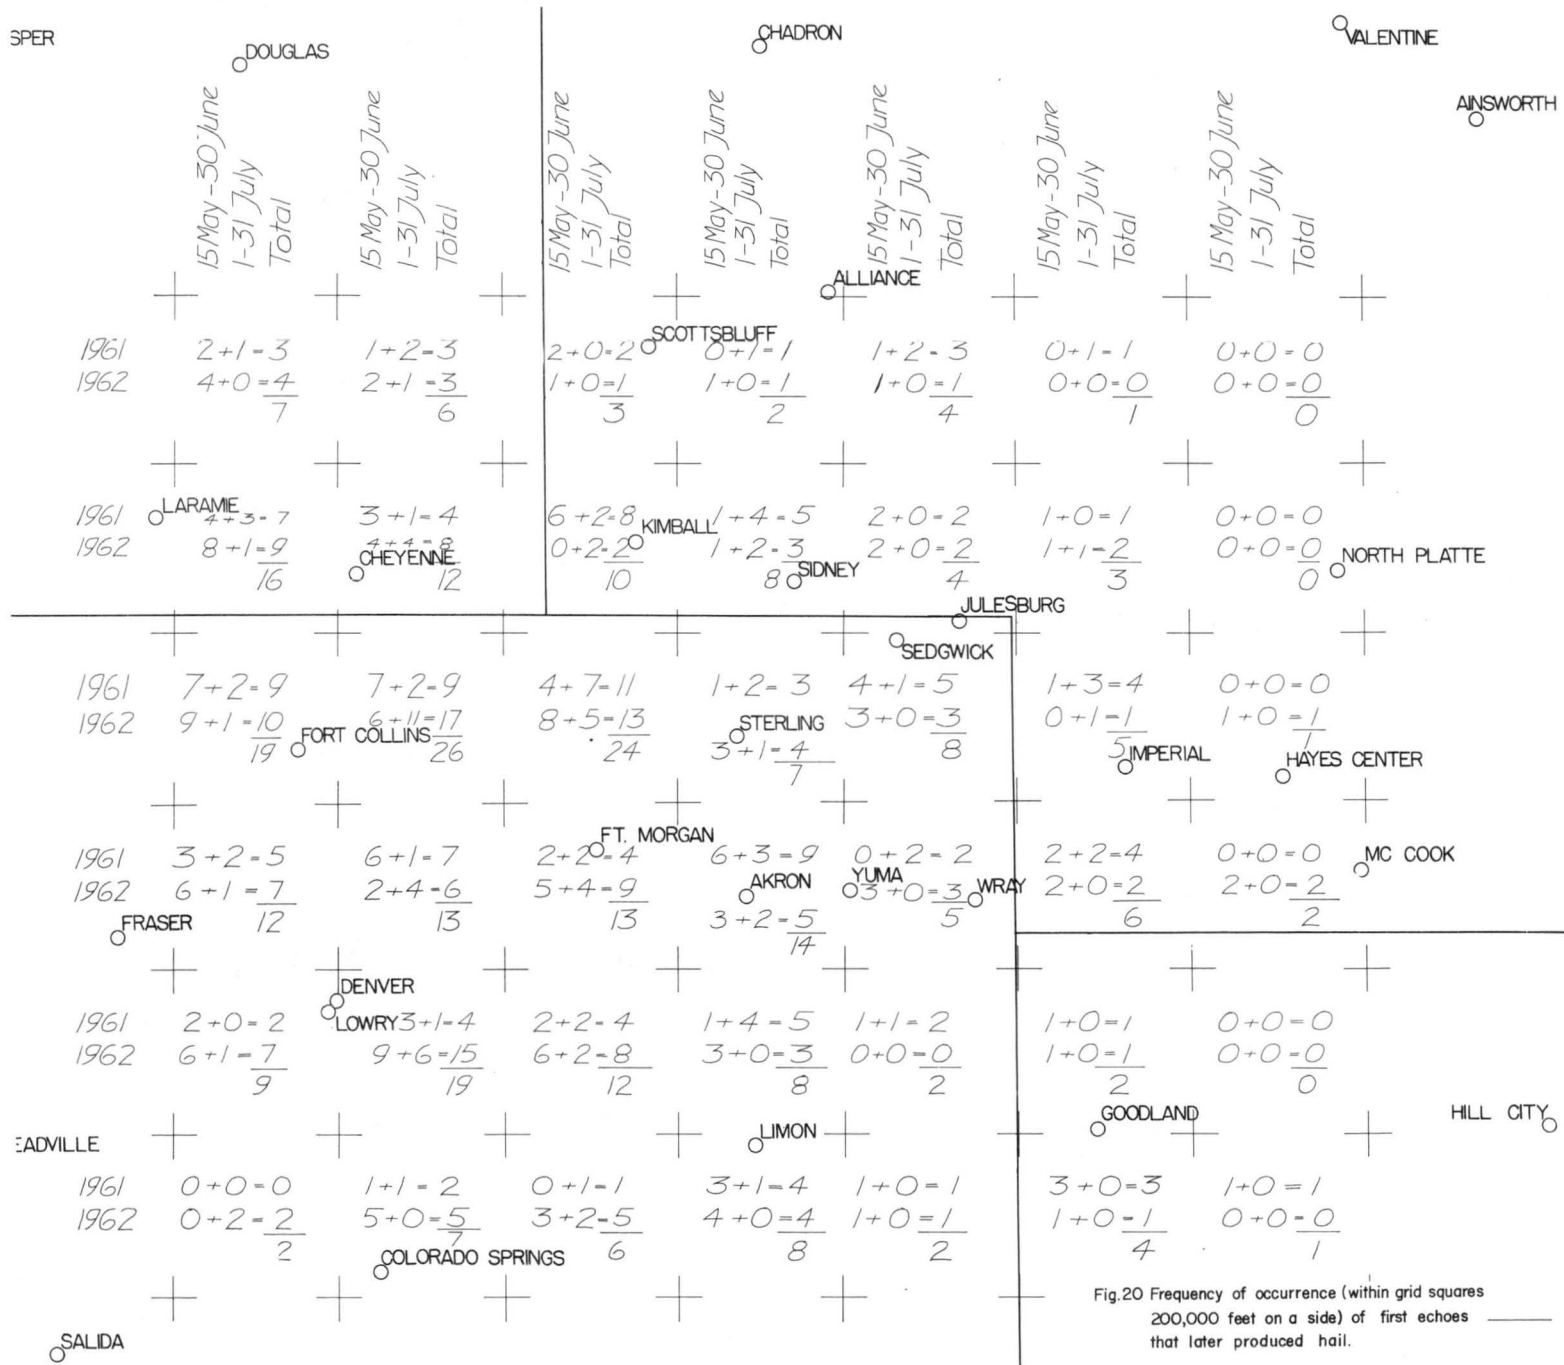 SPER
DOUGLAS
CHADRON
VALENTINE
AINSWORTH
15 May-30 June 15 May-30 June 15 May-30 June 15 May-30 June 15 May-30 June 15 May-30 June 15 May-30 June
1-31 July 1-31 July 1-31 July 1-31 July 1-31 July 1-31 July 1-31 July
Total Total Total Total Total Total Total
ALLIANCE
SCOTTSBLUFF
1961 2+1=3 1+2=3 2+0=2 0+1=1 1+2=3 0+1=1 0+0=0
1962 4+0=4 2+1=3 1+0=1 1+0=1 1+0=1 0+0=0 0+0=0
7 6 3 2 4 1 0
LARAMIE
1961 4+3=7 3+1=4 6+2=8 1+4=5 2+0=2 1+0=1 0+0=0
KIMBALL
1962 8+1=9 4+4=8 0+2=2 1+2=3 2+0=2 1+1=2 0+0=0
CHEYENNE NORTH PLATTE
16 12 10 8 SIDNEY 4 3 0
JULESBURG
SEDGWICK
1961 7+2=9 7+2=9 4+7=11 1+2=3 4+1=5 1+3=4 0+0=0
1962 9+1=10 6+11=17 8+5=13 STERLING 3+0=3 0+1=1 1+0=1
19 FORT COLLINS 26 24 3+1=4 8 5 IMPERIAL 1 HAYES CENTER
7
FT. MORGAN
1961 3+2=5 6+1=7 2+2=4 6+3=9 0+2=2 2+2=4 0+0=0 MC COOK
1962 6+1=7 2+4=6 5+4=9 AKRON YUMA 3+0=3 WRAY 2+0=2 2+0=2
FRASER 12 13 13 3+2=5 5 6 2
14
DENVER
1961 2+0=2 LOWRY 3+1=4 2+2=4 1+4=5 1+1=2 1+0=1 0+0=0
1962 6+1=7 9+6=15 6+2=8 3+0=3 0+0=0 1+0=1 0+0=0
9 19 12 8 2 2 0
EADVILLE LIMON GOODLAND HILL CITY
1961 0+0=0 1+1=2 0+1=1 3+1=4 1+0=1 3+0=3 1+0=1
1962 0+2=2 5+0=5 3+2=5 4+0=4 1+0=1 1+0=1 0+0=0
2 7 6 8 2 4 1
COLORADO SPRINGS
Fig.20 Frequency of occurrence (within grid squares
200,000 feet on a side) of first echoes
that later produced hail.
SALIDA